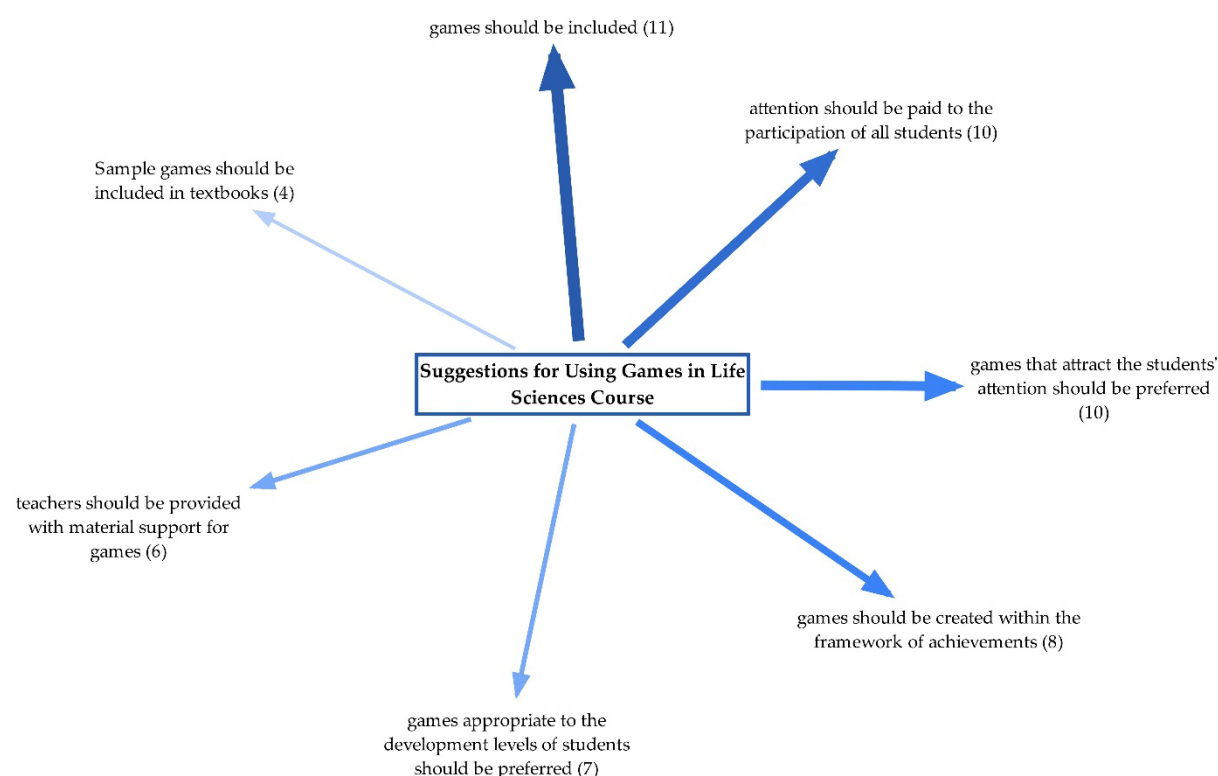 games should be included (11)
attention should be paid to the
participation of all students (10)
Sample games should be
included in textbooks (4)
Suggestions for Using Games in Life
Sciences Course
games that attract the students'
attention should be preferred
(10)
teachers should be provided
with material support for
games (6)
games should be created within the
framework of achievements (8)
games appropriate to the
development levels of students
should be preferred (7)